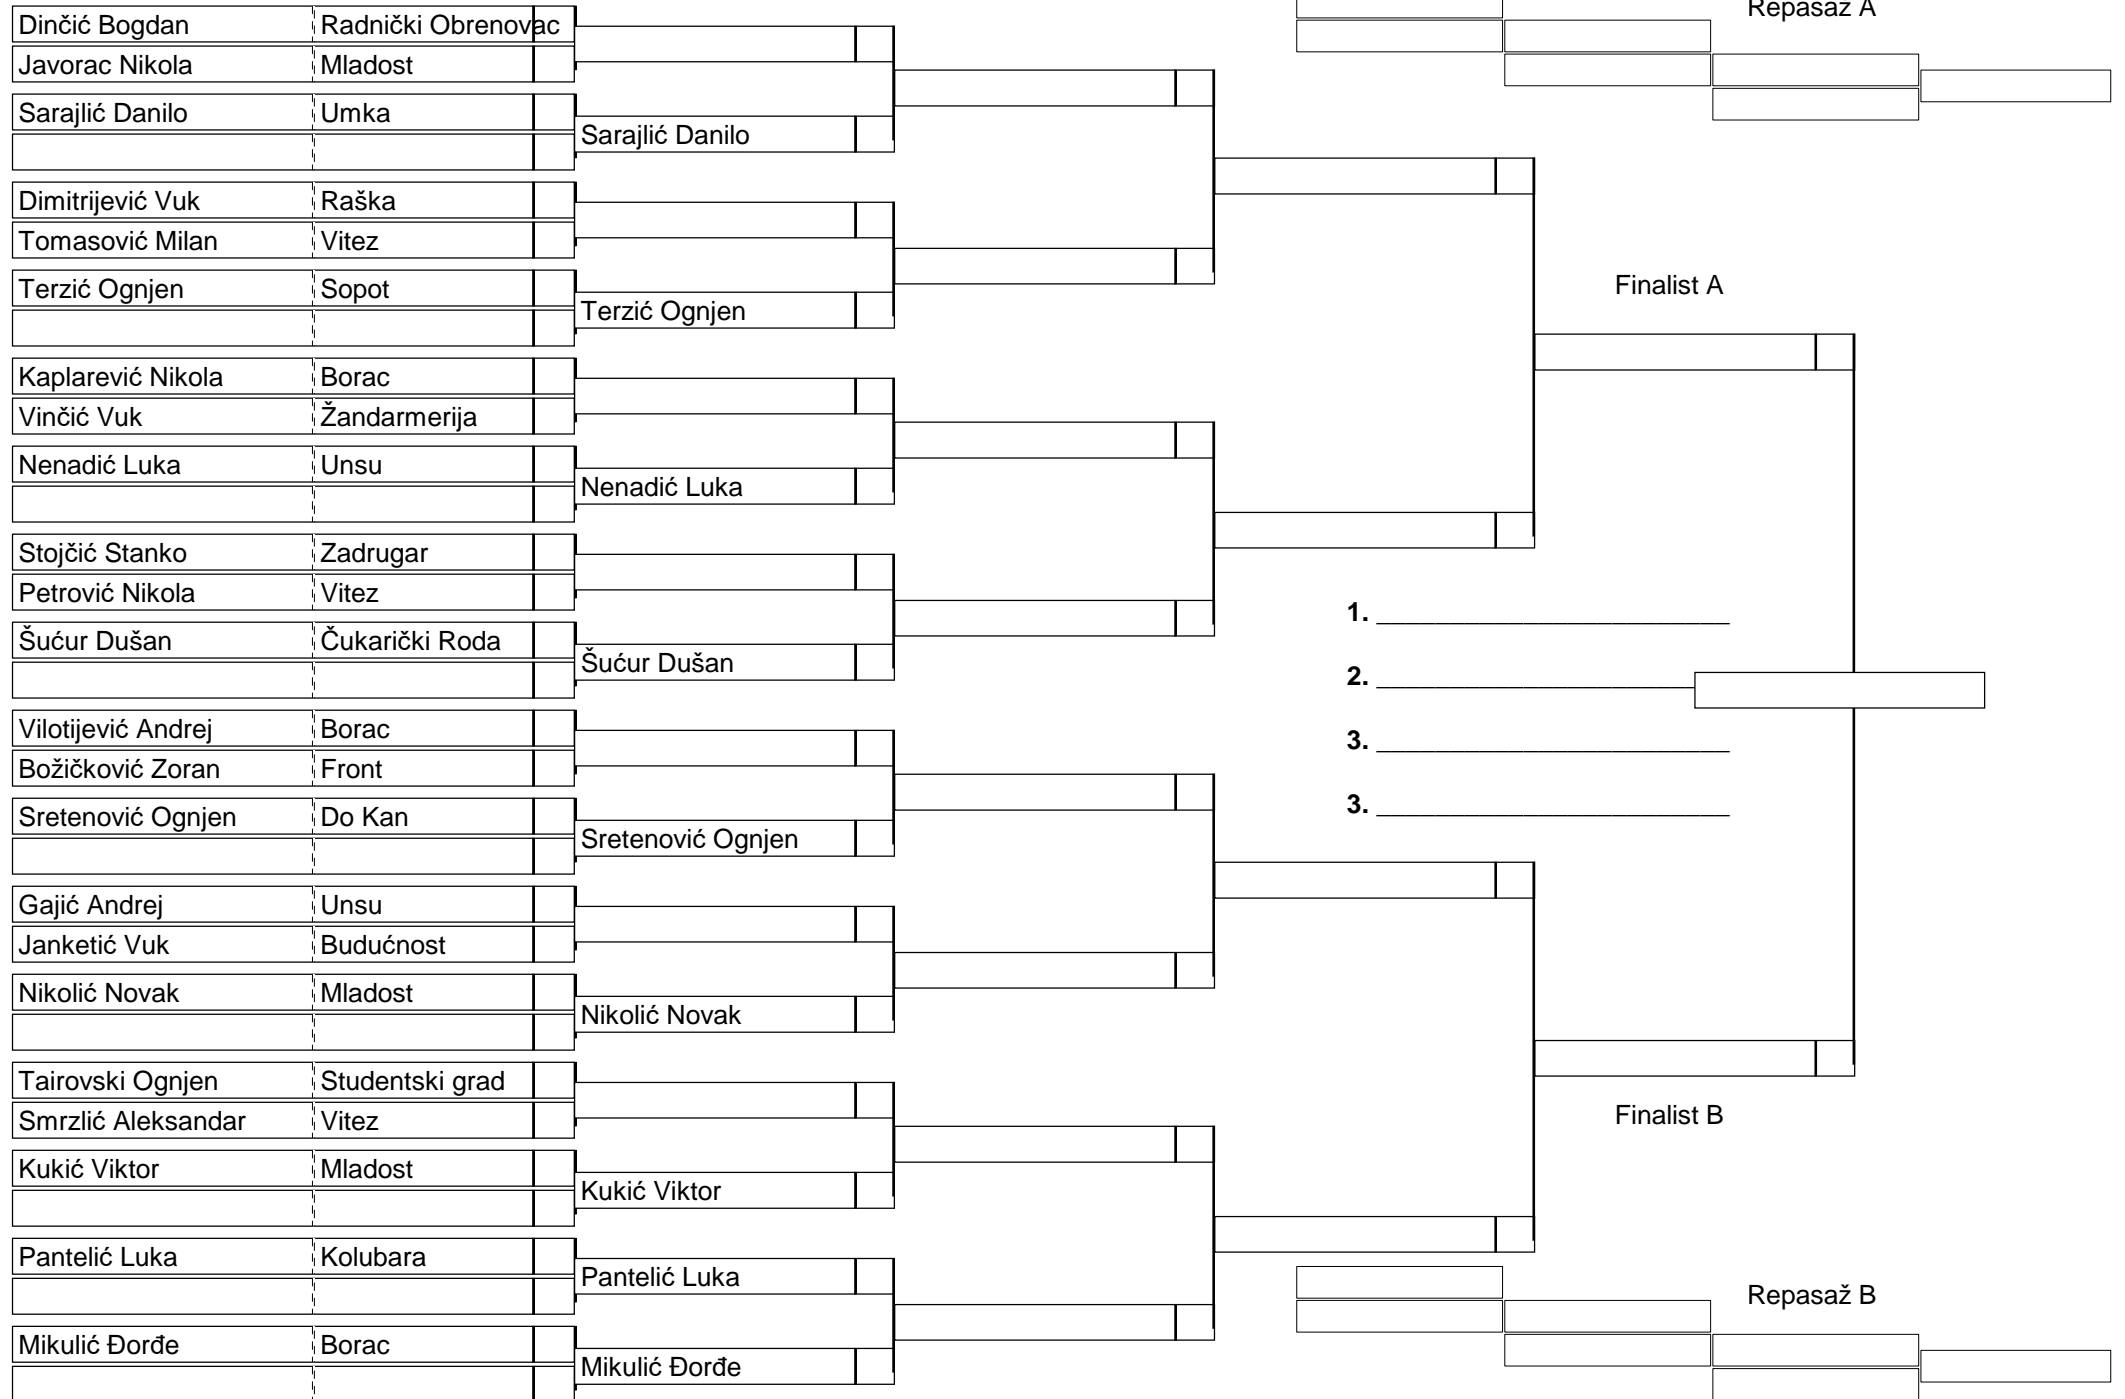 Repasaž A
Dinčić Bogdan Radnički Obrenovac
Javorac Nikola Mladost
Sarajlić Danilo Umka
Sarajlić Danilo
Dimitrijević Vuk Raška
Tomasović Milan Vitez
Terzić Ognjen Sopot
Finalist A
Terzić Ognjen
Kaplarević Nikola Borac
Vinčić Vuk Žandarmerija
Nenadić Luka Unsu
Nenadić Luka
Stojčić Stanko Zadrugar
Petrović Nikola Vitez
1. ________________________
Šućur Dušan Čukarički Roda
Šućur Dušan
2. ________________________
Vilotijević Andrej Borac
3. ________________________
Božičković Zoran Front
3. ________________________
Sretenović Ognjen Do Kan
Sretenović Ognjen
Gajić Andrej Unsu
Janketić Vuk Budućnost
Nikolić Novak Mladost
Nikolić Novak
Tairovski Ognjen Studentski grad
Smrzlić Aleksandar Vitez
Finalist B
Kukić Viktor Mladost
Kukić Viktor
Pantelić Luka Kolubara
Pantelić Luka
Repasaž B
Mikulić Đorđe Borac
Mikulić Đorđe